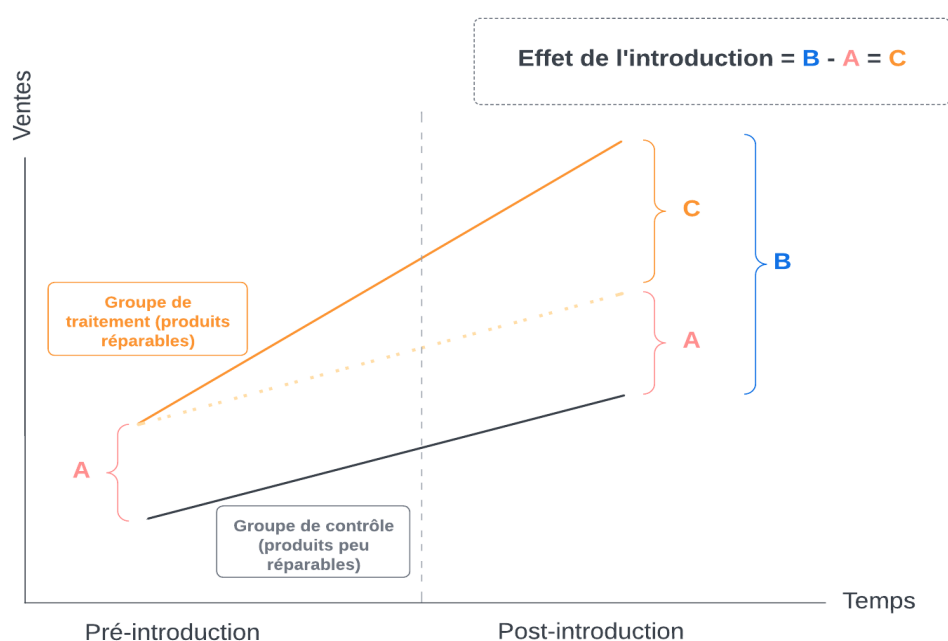 Effet de l'introduction = B - A = C
Ventes
C
B
Groupe de
traitement (produits
réparables)
A
A
Groupe de contrôle
(produits peu
réparables)
Temps
Pré-introduction
Post-introduction